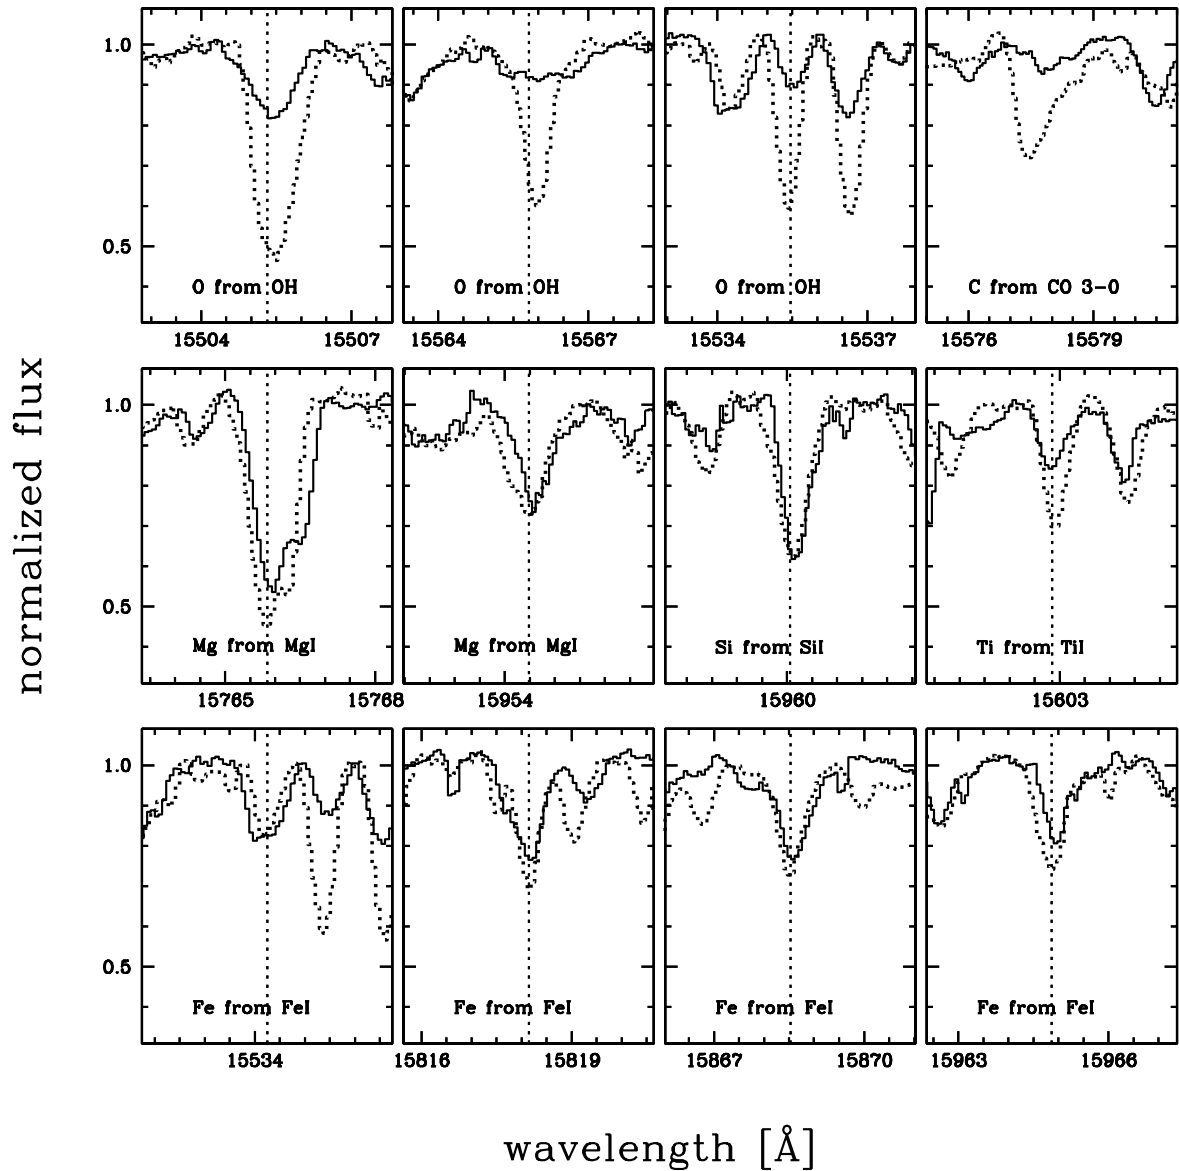 1.0
0.5
O from OH
O from OH
O from OH
C from CO 3-0
15504 15507 15564 15567 15534 15537 15576 15579
1.0
0.5
Mg from MgI
Mg from MgI
Si from SiI
Ti from TiI
15765 15788 15954 15960 15603
1.0
0.5
Fe from FeI
Fe from FeI
Fe from FeI
Fe from FeI
15534 15816 15819 15867 15870 15963 15966
normalized flux
wavelength [Å]